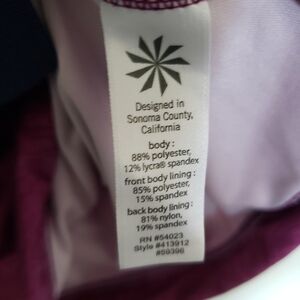 Designed in
Sonoma County,
California
body :
88% polyester,
12% lycra® spandex
front body lining :
85% polyester,
15% spandex
back body lining :
81% nylon,
19% spandex
RN #54023
Style #413912
#59396